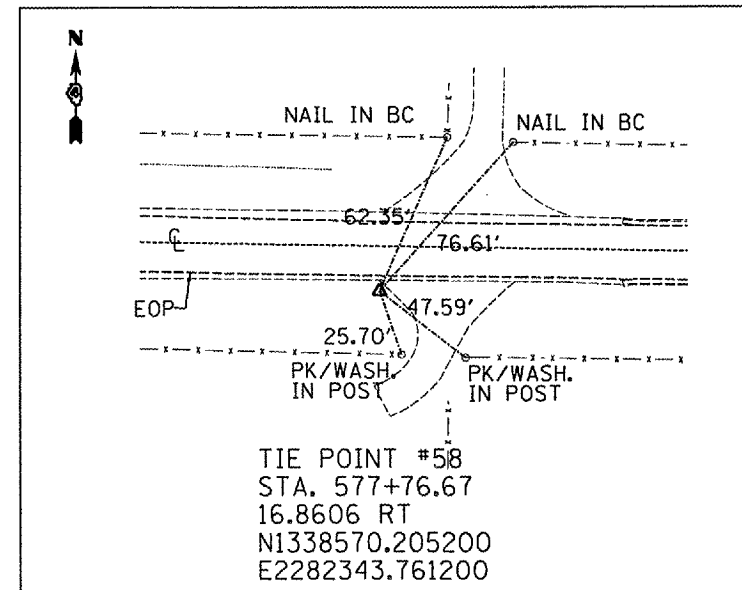 N
NAIL IN BC
NAIL IN BC
62.35'
℄
76.61'
EOP
47.59'
25.70'
PK/WASH.
IN POST
PK/WASH.
IN POST
TIE POINT #58
STA. 577+76.67
16.8606 RT
N1338570.205200
E2282343.761200